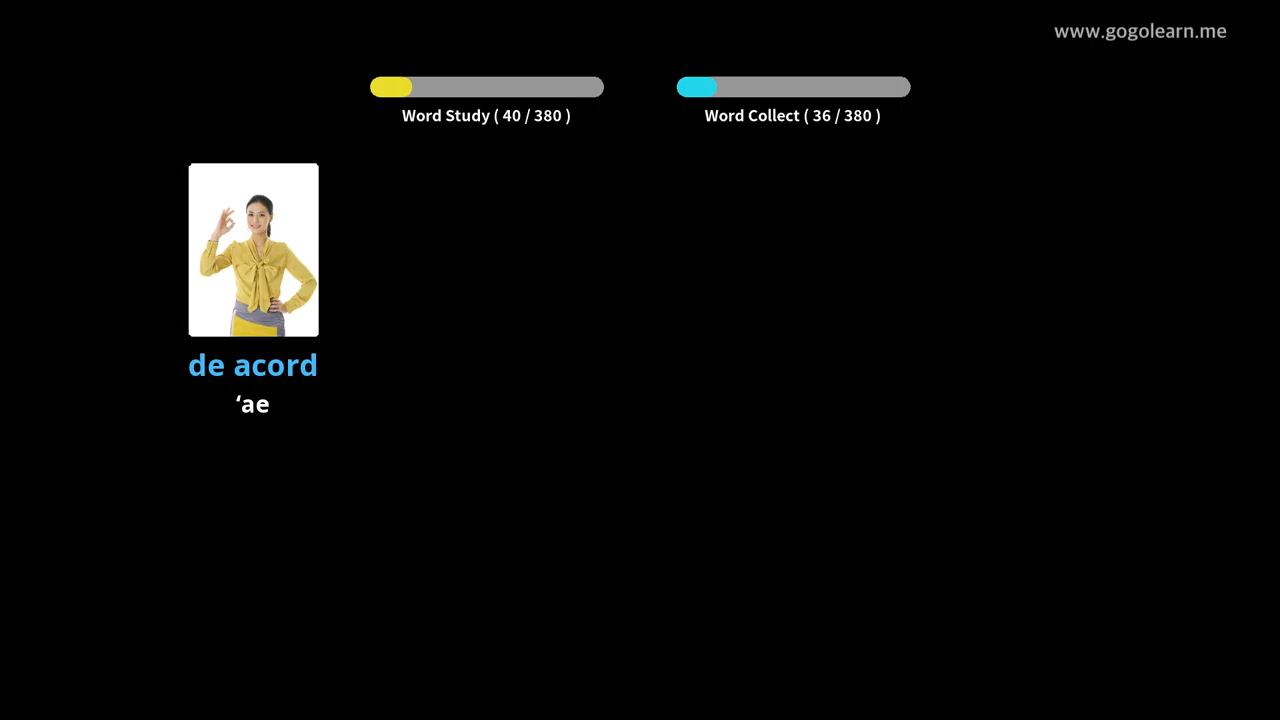 www.gogolearn.me
Word Study ( 40 / 380 )
Word Collect ( 36 / 380 )
de acord
‘ae